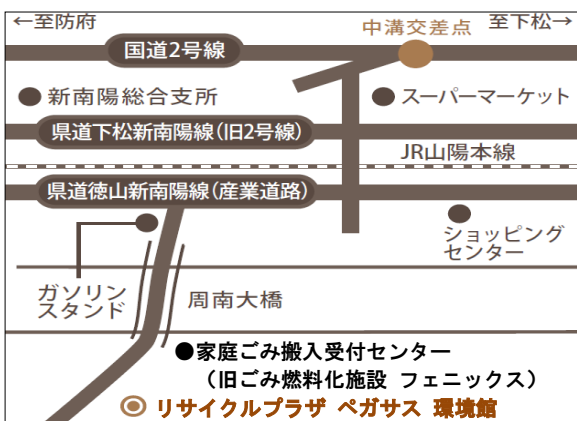 ←至防府
中溝交差点
至下松→
国道2号線
新南陽総合支所
スーパーマーケット
県道下松新南陽線(旧2号線)
JR山陽本線
県道徳山新南陽線(産業道路)
ショッピング
センター
ガソリン
スタンド
周南大橋
●家庭ごみ搬入受付センター
(旧ごみ燃料化施設 フェニックス)
リサイクルプラザ ペガサス 環境館